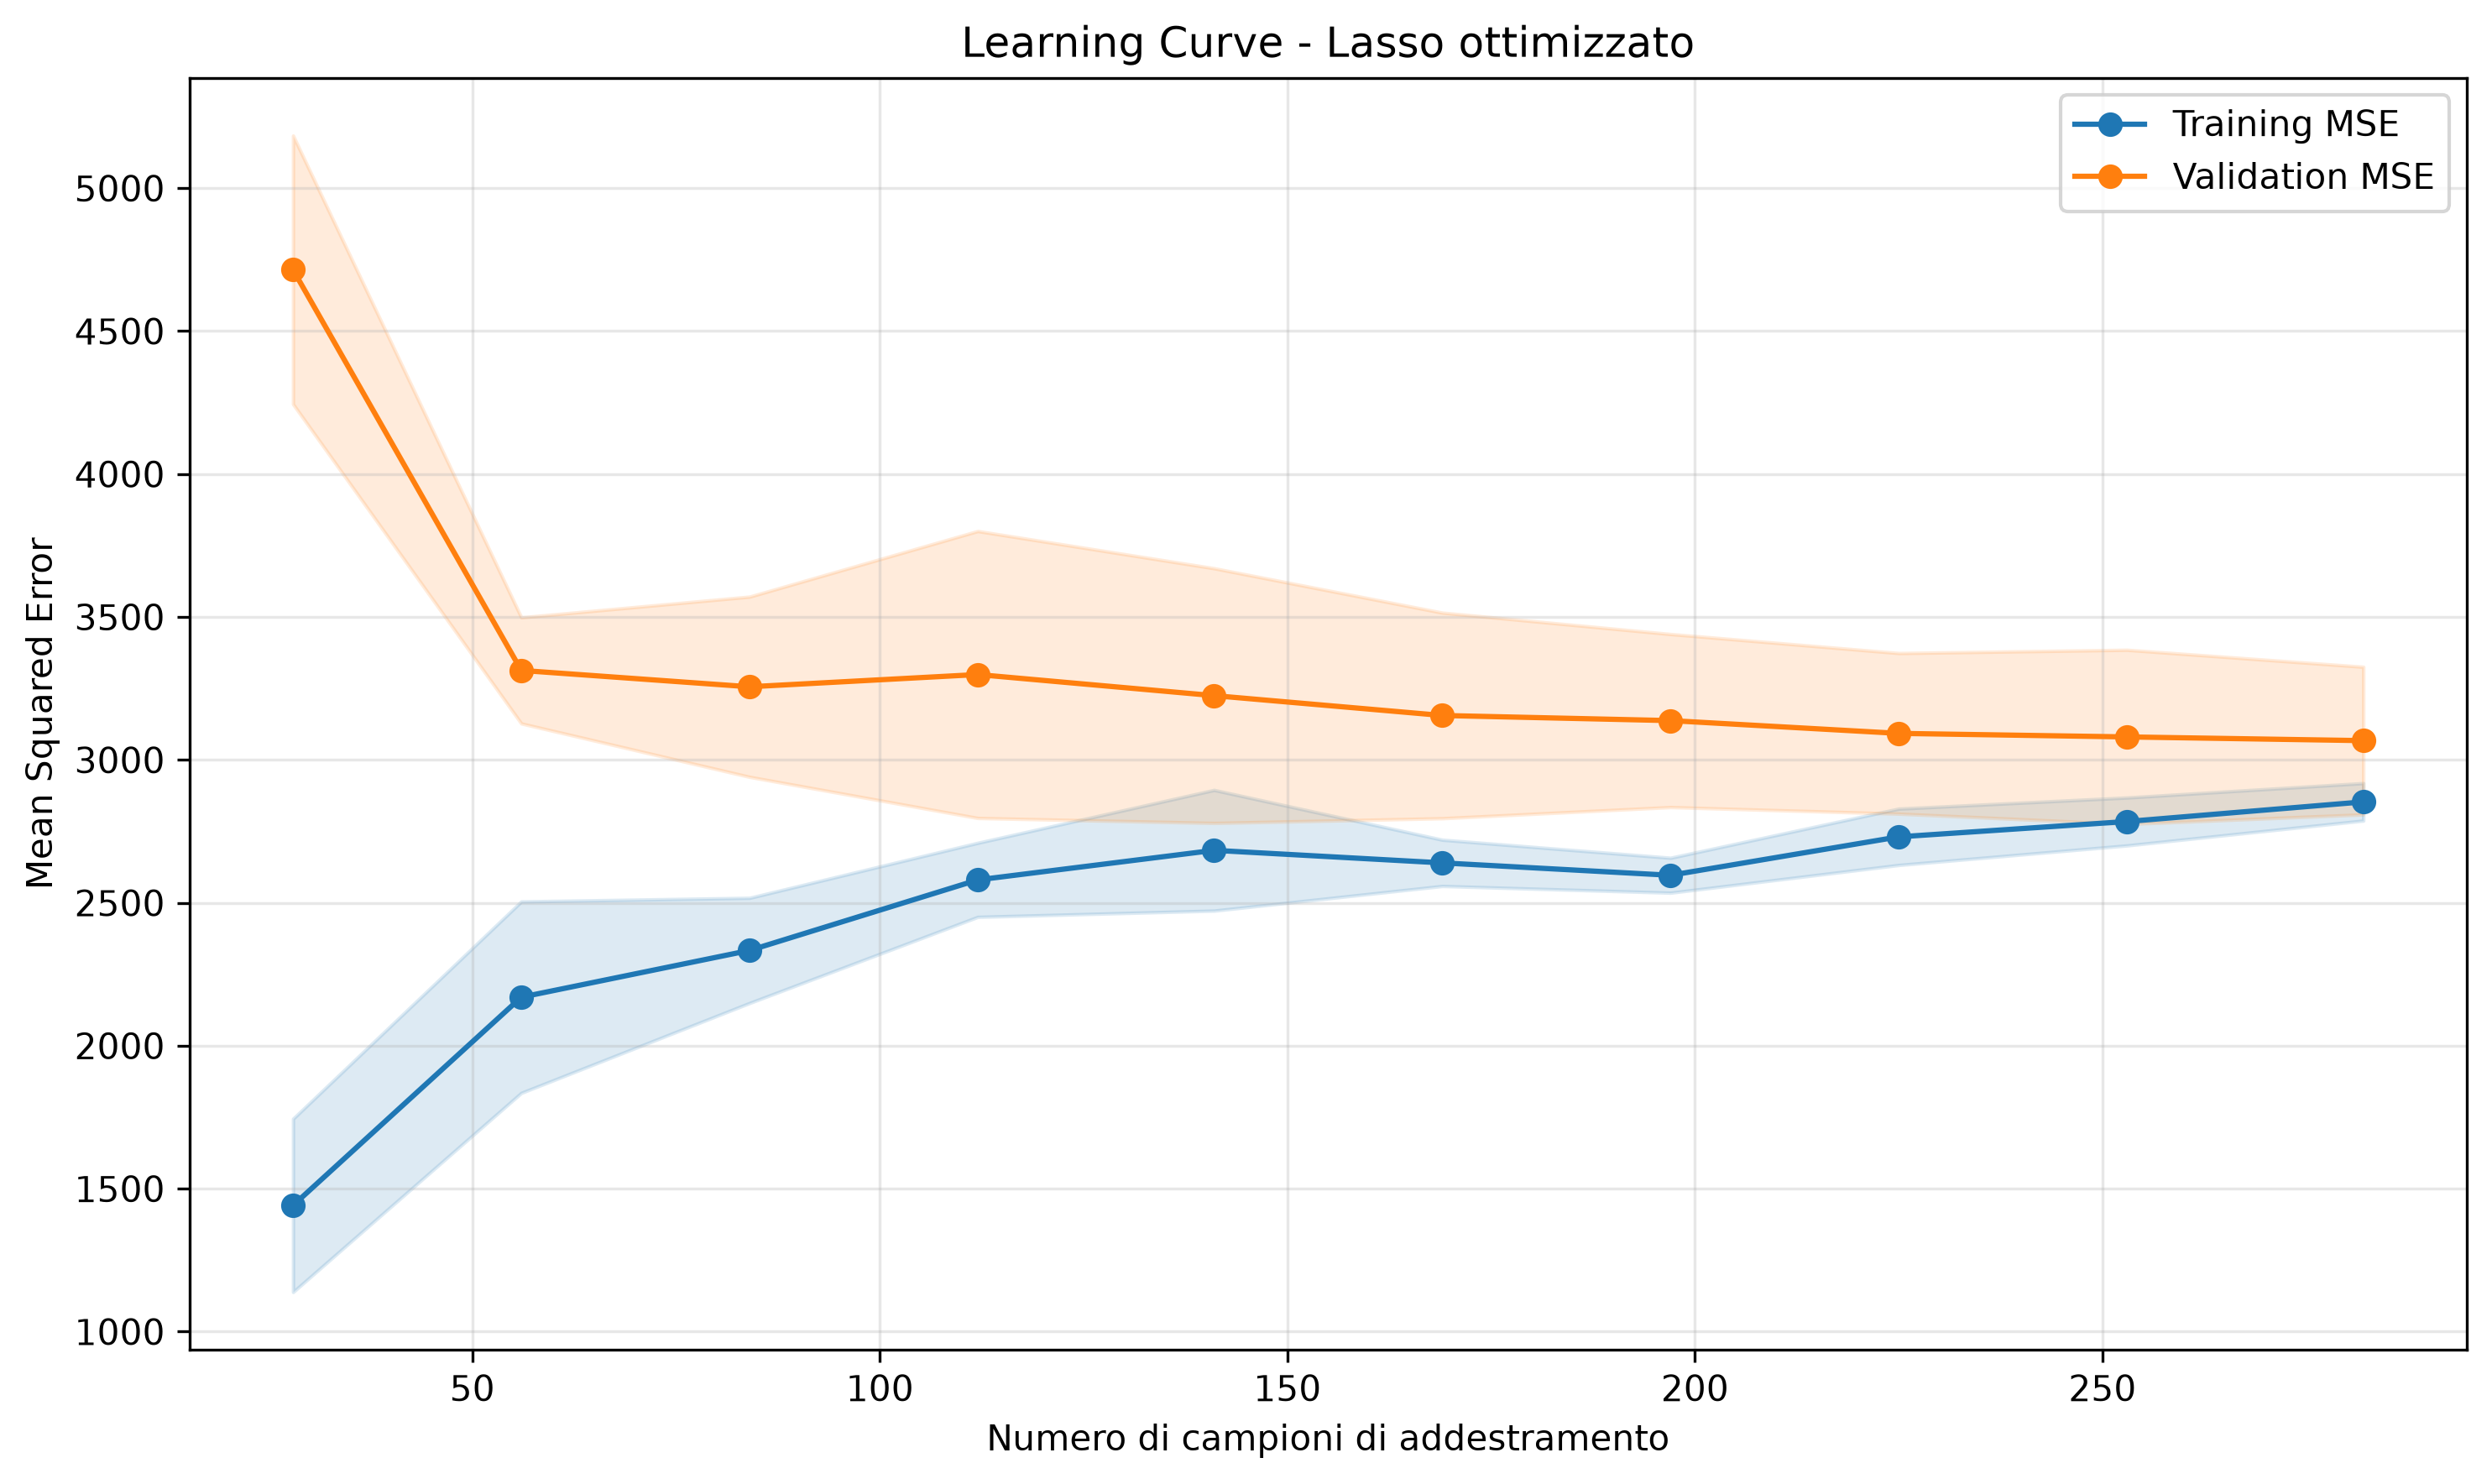 Learning Curve - Lasso ottimizzato
Training MSE
Validation MSE
Mean Squared Error
5000
4500
4000
3500
3000
2500
2000
1500
1000
50 100 150 200 250
Numero di campioni di addestramento